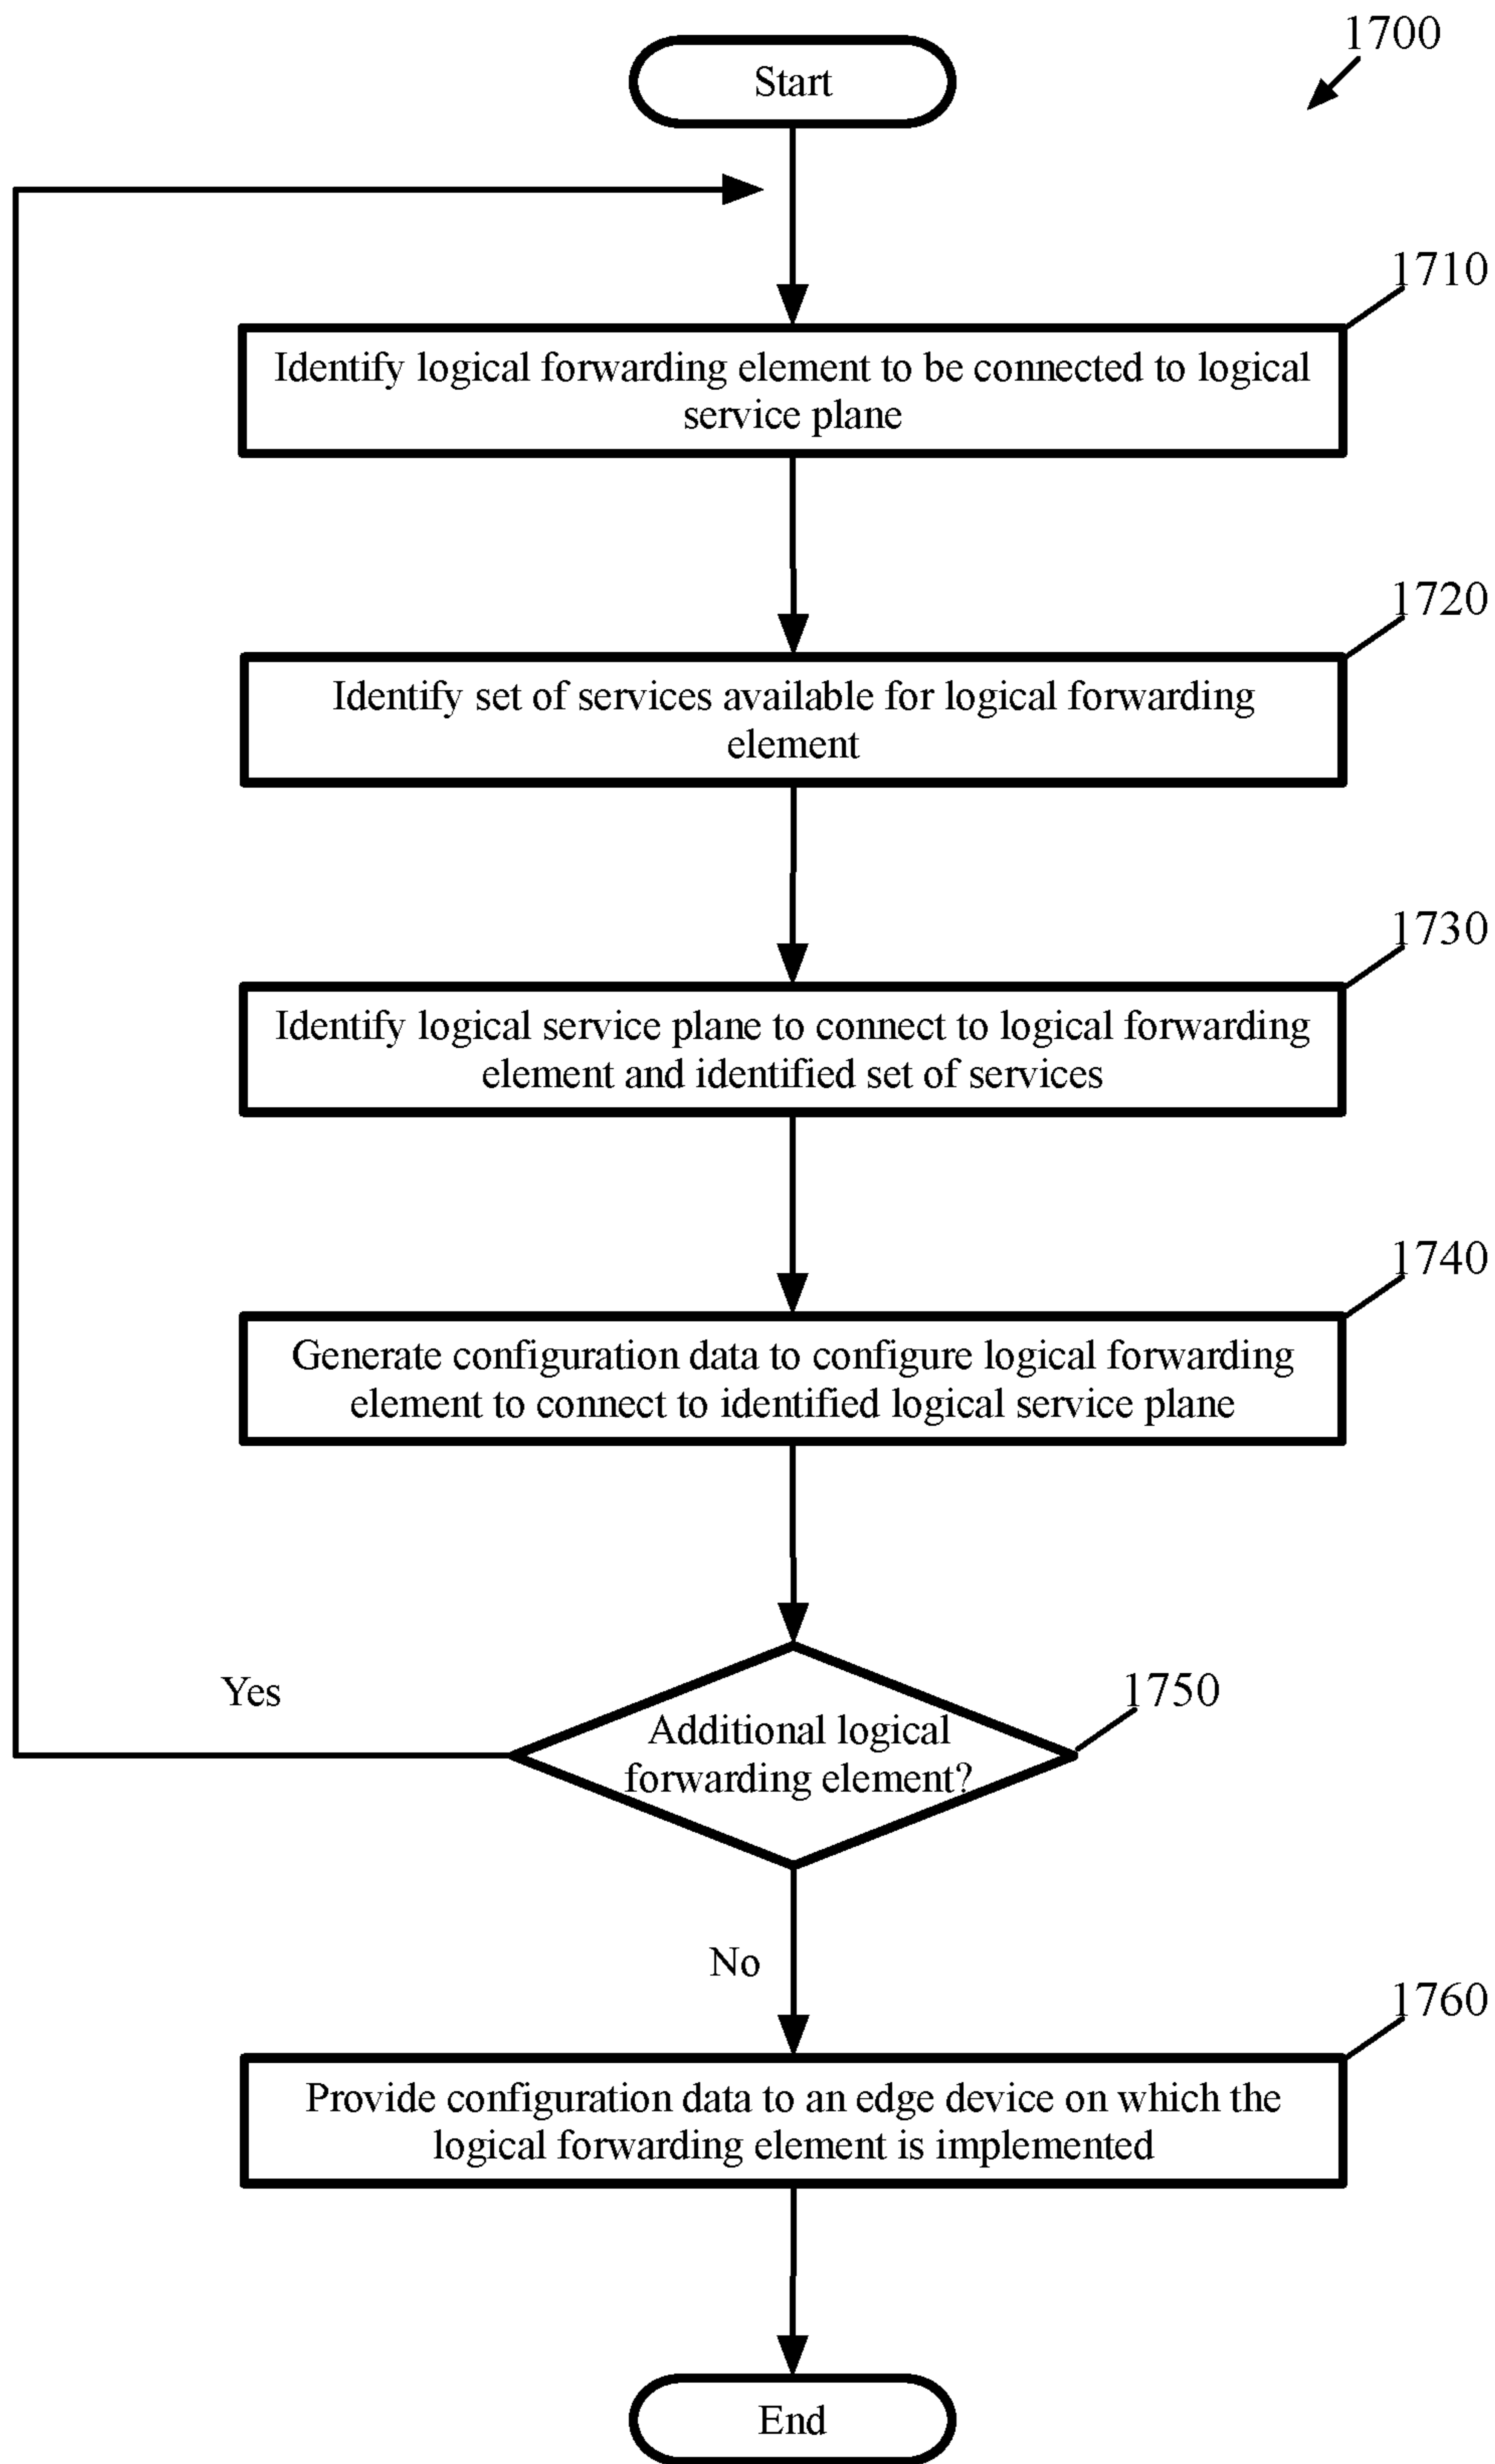 1700
Start
1710
Identify logical forwarding element to be connected to logical
service plane
1720
Identify set of services available for logical forwarding
element
1730
Identify logical service plane to connect to logical forwarding
element and identified set of services
1740
Generate configuration data to configure logical forwarding
element to connect to identified logical service plane
Yes
1750
Additional logical
forwarding element?
No
1760
Provide configuration data to an edge device on which the
logical forwarding element is implemented
End